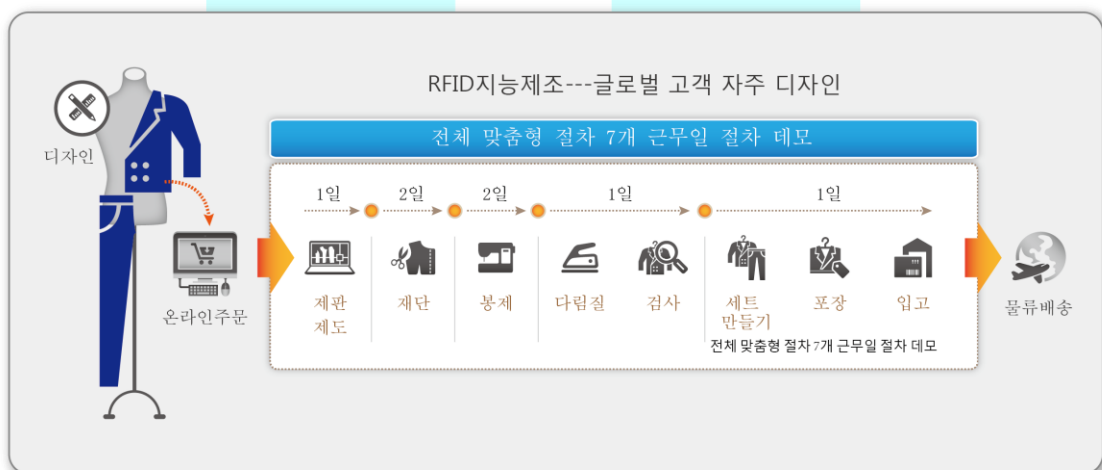 RFID지능제조---글로벌 고객 자주 디자인
디자인
전체 맞춤형 절차 7개 근무일 절차 데모
1일
2일
2일
1일
1일
온라인주문
제판
제도
재단
봉제
다림질
검사
세트
만들기
포장
입고
물류배송
전체 맞춤형 절차 7개 근무일 절차 데모